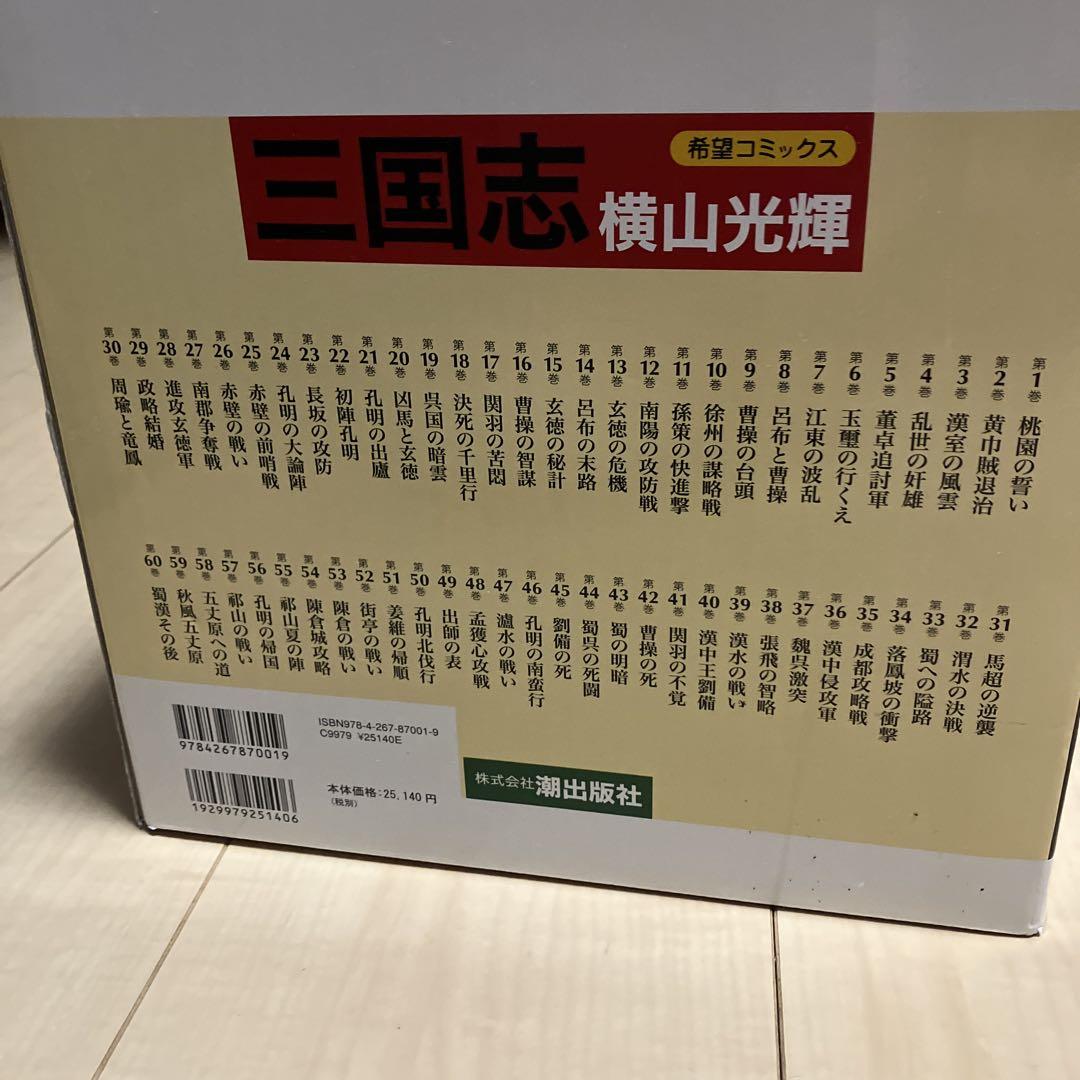 三国志
希望コミックス
横山光輝
第1巻 桃園の誓い
第2巻 黄巾賊退治
第3巻 漢室の風雲
第4巻 乱世の奸雄
第5巻 董卓追討軍
第6巻 玉璽の行くえ
第7巻 江東の波乱
第8巻 呂布と曹操
第9巻 曹操の台頭
第10巻 徐州の謀略戦
第11巻 孫策の快進撃
第12巻 南陽の攻防戦
第13巻 玄徳の危機
第14巻 呂布の末路
第15巻 玄徳の秘計
第16巻 曹操の智謀
第17巻 関羽の苦悶
第18巻 決死の千里行
第19巻 呉国の暗雲
第20巻 凶馬と玄徳
第21巻 孔明の出廬
第22巻 初陣孔明
第23巻 長坂の攻防
第24巻 孔明の大論陣
第25巻 赤壁の前哨戦
第26巻 赤壁の戦い
第27巻 南郡争奪戦
第28巻 進攻玄徳軍
第29巻 政略結婚
第30巻 周瑜と竜鳳
第31巻 馬超の逆襲
第32巻 渭水の決戦
第33巻 蜀への隘路
第34巻 落鳳坡の衝撃
第35巻 成都攻略戦
第36巻 漢中侵攻軍
第37巻 魏呉激突
第38巻 張飛の智略
第39巻 漢水の戦い
第40巻 漢中王劉備
第41巻 関羽の不覚
第42巻 曹操の死
第43巻 蜀の明暗
第44巻 蜀呉の死闘
第45巻 劉備の死
第46巻 孔明の南蛮行
第47巻 瀘水の戦い
第48巻 孟獲心攻戦
第49巻 出師の表
第50巻 孔明北伐行
第51巻 姜維の帰順
第52巻 街亭の戦い
第53巻 陳倉の戦い
第54巻 陳倉城攻略
第55巻 祁山夏の陣
第56巻 孔明の帰国
第57巻 祁山の戦い
第58巻 五丈原への道
第59巻 秋風五丈原
第60巻 蜀漢その後
ISBN978-4-267-87001-9
C9979 ¥25140E
9784267870019
1929979251406
本体価格:25,140円
(税別)
株式会社 潮出版社